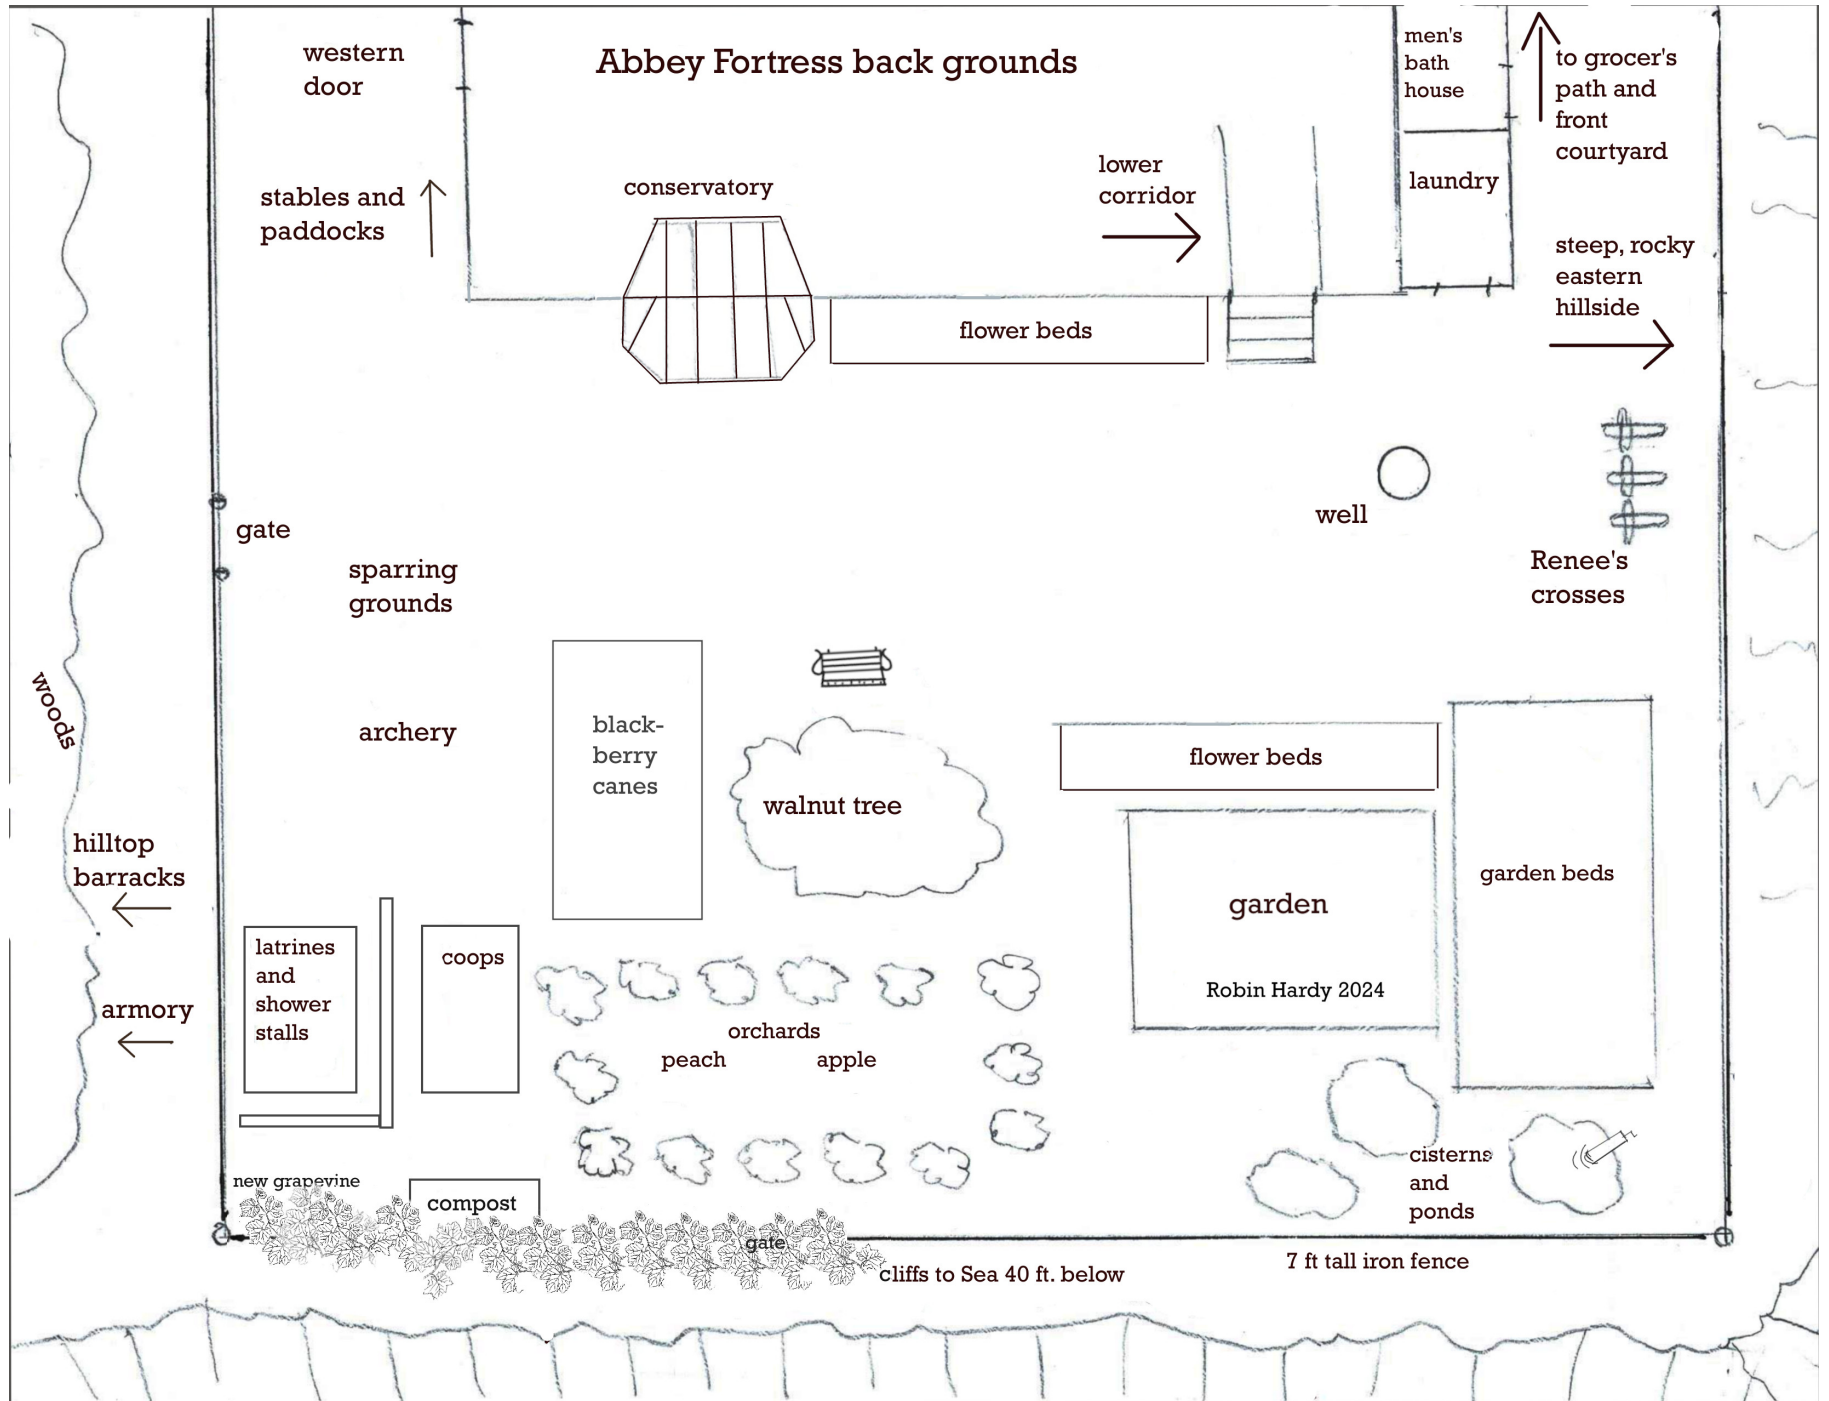 Abbey Fortress back grounds
western
door
men's
bath
house
to grocer's
path and
front
courtyard
stables and
paddocks
conservatory
lower
corridor
laundry
steep, rocky
eastern
hillside
flower beds
gate
well
sparring
grounds
Renee's
crosses
woods
archery
black-
berry
canes
walnut tree
flower beds
hilltop
barracks
garden beds
garden
latrines
and
shower
stalls
coops
Robin Hardy 2024
armory
orchards
peach apple
cisterns
and
ponds
new grapevine
compost
gate
cliffs to Sea 40 ft. below
7 ft tall iron fence